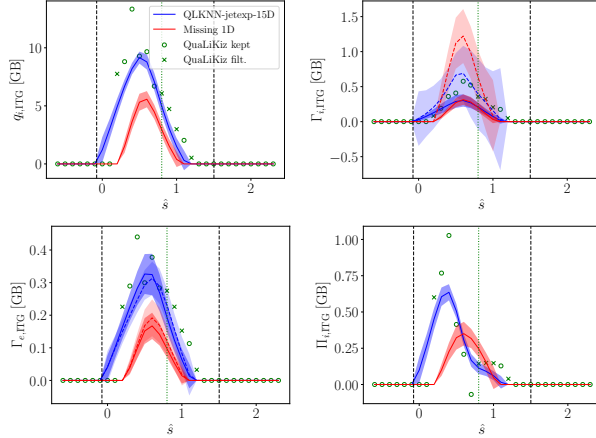 QLKNN-jetexp-15D
Missing 1D
QuaLiKiz kept
QuaLiKiz filt.
q_{i,ITG} [GB]
10
5
0
0 1 2
ŝ
Γ_{i,ITG} [GB]
1.5
1.0
0.5
0.0
−0.5
0 1 2
ŝ
Γ_{e,ITG} [GB]
0.4
0.3
0.2
0.1
0.0
0 1 2
ŝ
Π_{i,ITG} [GB]
1.00
0.75
0.50
0.25
0.00
0 1 2
ŝ